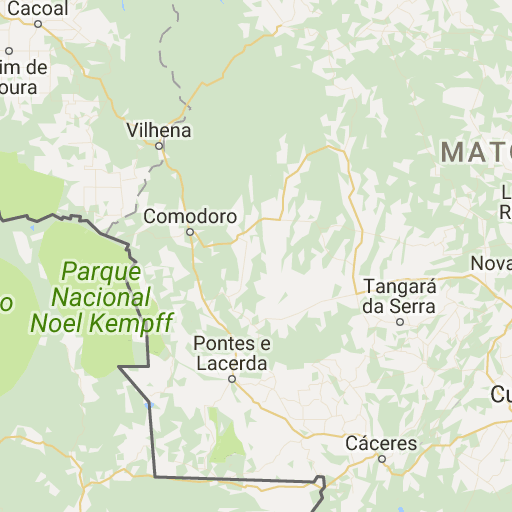 Cacoal
im de
oura
Vilhena
MATO
L
R
Comodoro
Parque
Nacional
Noel Kempff
o
Nova
Tangará
da Serra
Pontes e
Lacerda
Cu
Cáceres